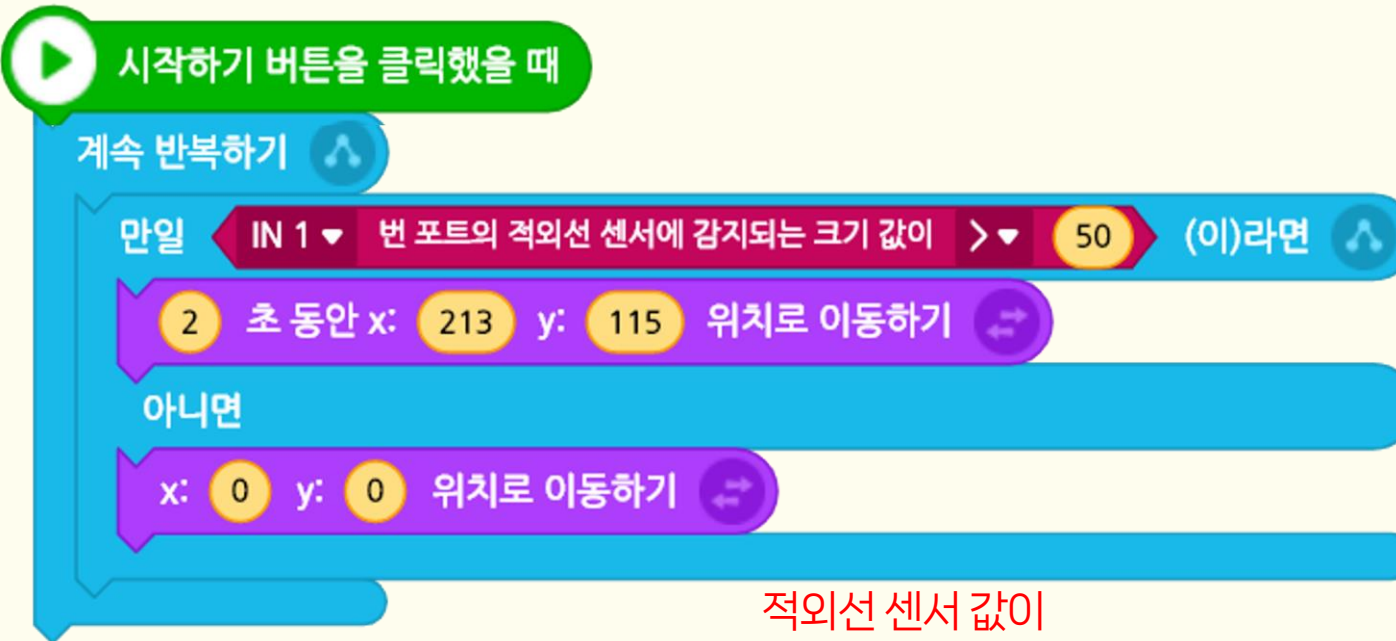 시작하기 버튼을 클릭했을 때
계속 반복하기
만일 IN 1 번 포트의 적외선 센서에 감지되는 크기 값이 > 50 (이)라면
2 초 동안 x: 213 y: 115 위치로 이동하기
아니면
x: 0 y: 0 위치로 이동하기
적외선 센서 값이